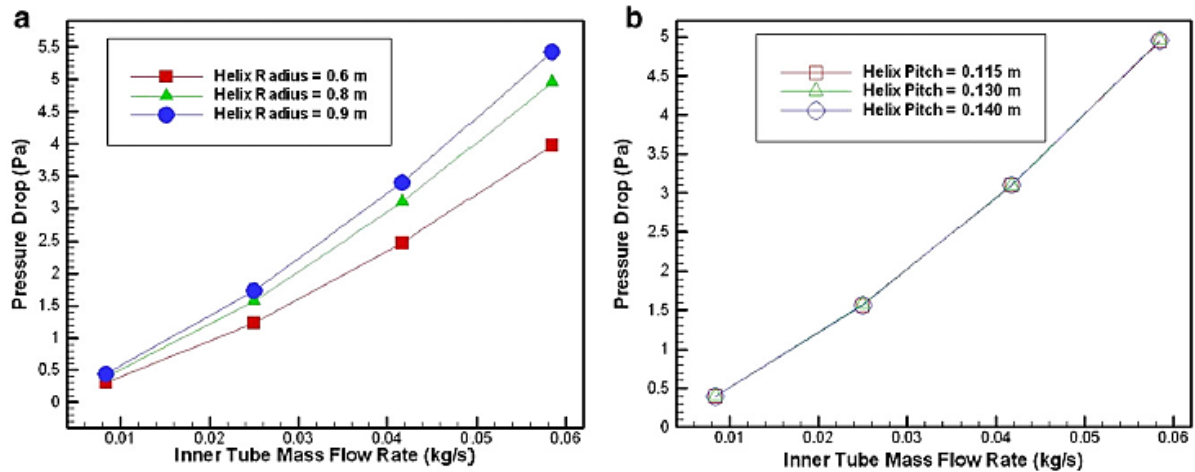 a
5.5
5
4.5
4
3.5
3
2.5
2
1.5
1
0.5
0
Pressure Drop (Pa)
Helix Radius = 0.6 m
Helix Radius = 0.8 m
Helix Radius = 0.9 m
0.01 0.02 0.03 0.04 0.05 0.06
Inner Tube Mass Flow Rate (kg/s)
b
5
4.5
4
3.5
3
2.5
2
1.5
1
0.5
0
Pressure Drop (Pa)
Helix Pitch = 0.115 m
Helix Pitch = 0.130 m
Helix Pitch = 0.140 m
0.01 0.02 0.03 0.04 0.05 0.06
Inner Tube Mass Flow Rate (kg/s)